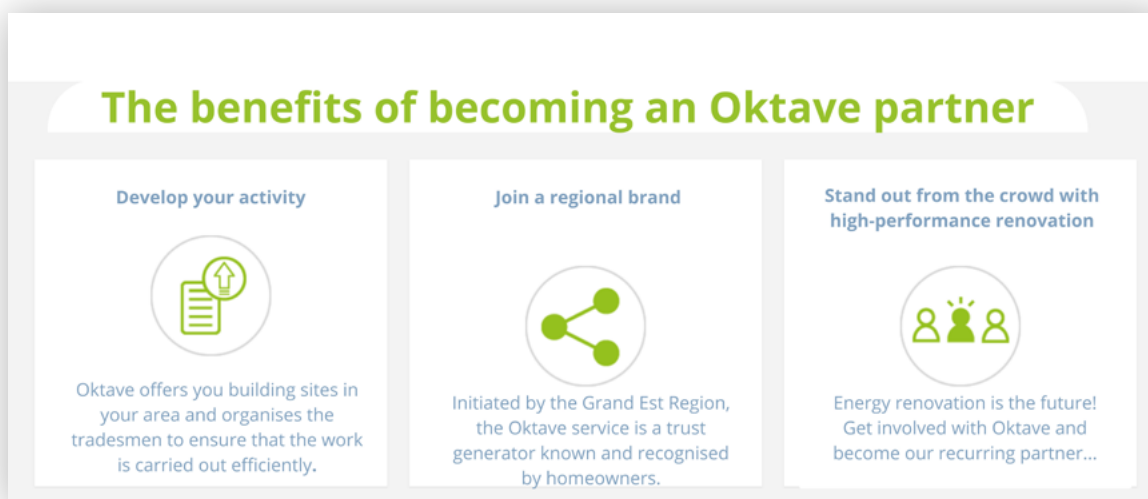 The benefits of becoming an Oktave partner
Develop your activity
Oktave offers you building sites in
your area and organises the
tradesmen to ensure that the work
is carried out efficiently.
Join a regional brand
Initiated by the Grand Est Region,
the Oktave service is a trust
generator known and recognised
by homeowners.
Stand out from the crowd with
high-performance renovation
Energy renovation is the future!
Get involved with Oktave and
become our recurring partner...